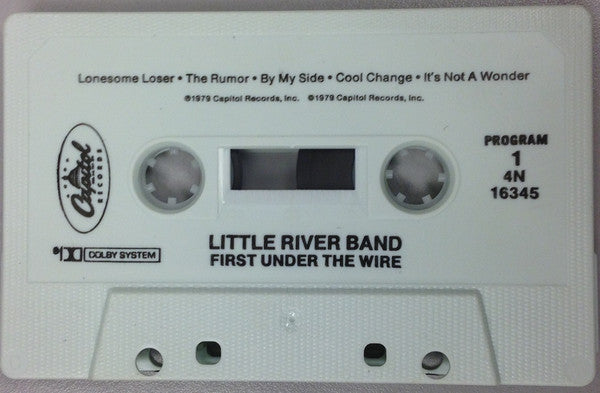 Lonesome Loser • The Rumor • By My Side • Cool Change • It's Not A Wonder
℗1979 Capitol Records, Inc. ©1979 Capitol Records, Inc.
Capitol
RECORDS
PROGRAM
1
4N
16345
DOLBY SYSTEM
LITTLE RIVER BAND
FIRST UNDER THE WIRE